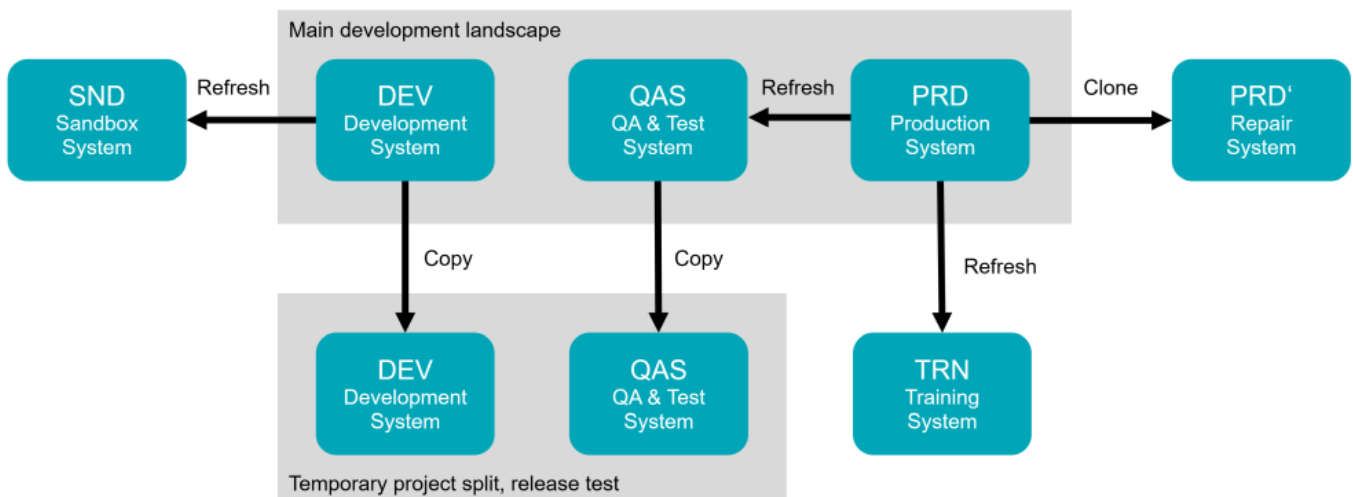 Main development landscape
SND
Sandbox
System
Refresh
DEV
Development
System
QAS
QA & Test
System
Refresh
PRD
Production
System
Clone
PRD‘
Repair
System
Copy
Copy
Refresh
DEV
Development
System
QAS
QA & Test
System
TRN
Training
System
Temporary project split, release test